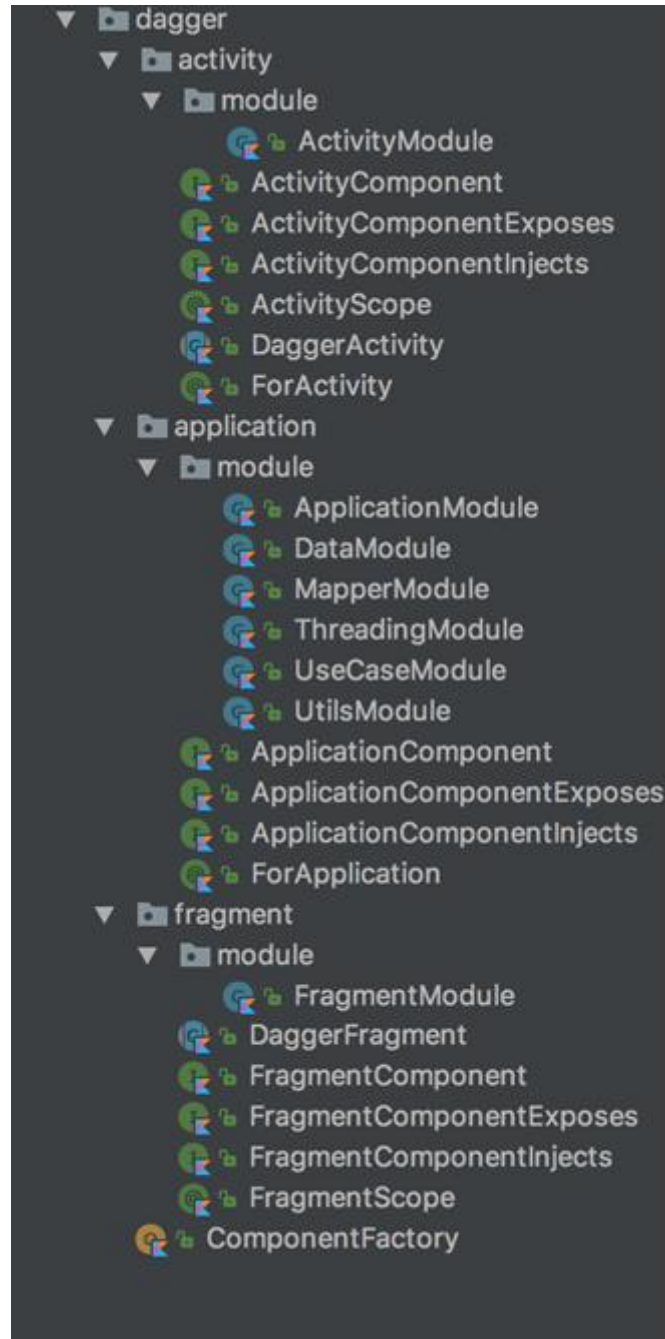 dagger
activity
module
ActivityModule
ActivityComponent
ActivityComponentExposes
ActivityComponentInjects
ActivityScope
DaggerActivity
ForActivity
application
module
ApplicationModule
DataModule
MapperModule
ThreadingModule
UseCaseModule
UtilsModule
ApplicationComponent
ApplicationComponentExposes
ApplicationComponentInjects
ForApplication
fragment
module
FragmentModule
DaggerFragment
FragmentComponent
FragmentComponentExposes
FragmentComponentInjects
FragmentScope
ComponentFactory